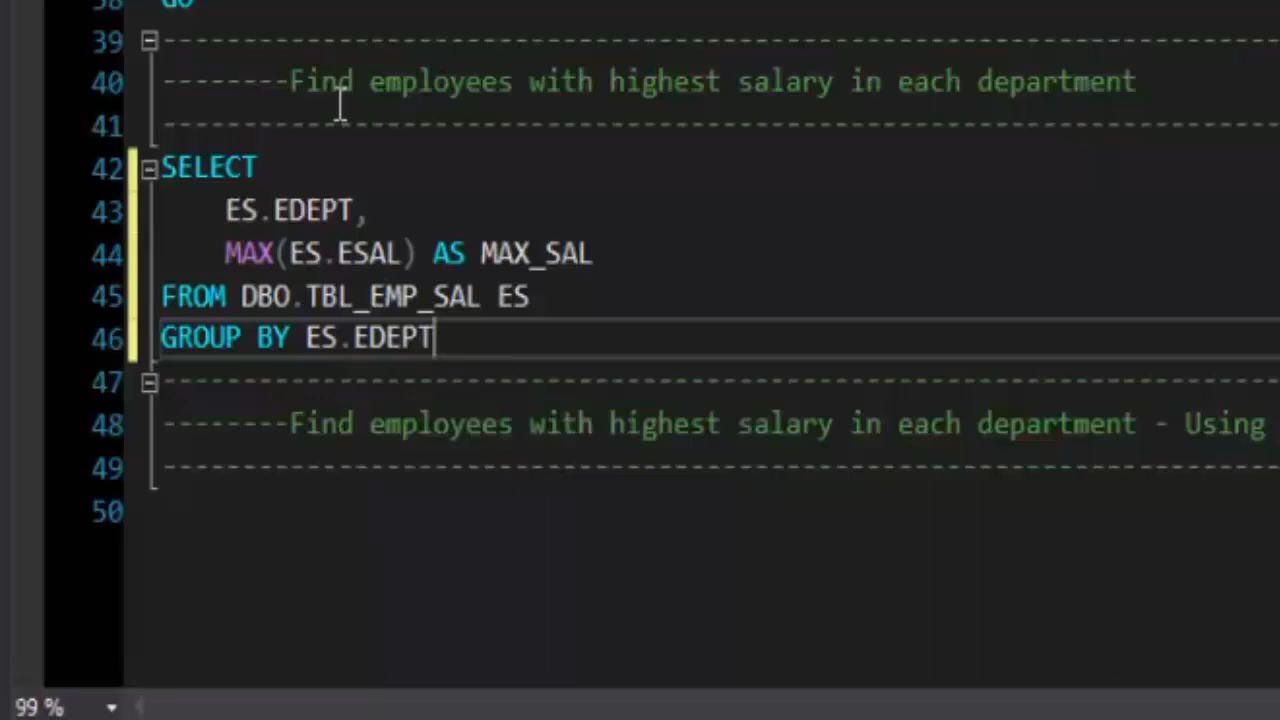 38 GO
39 --------------------------------------------------------------------------------
40 --------Find employees with highest salary in each department
41 --------------------------------------------------------------------------------
42 SELECT
43 ES.EDEPT,
44 MAX(ES.ESAL) AS MAX_SAL
45 FROM DBO.TBL_EMP_SAL ES
46 GROUP BY ES.EDEPT
47 --------------------------------------------------------------------------------
48 --------Find employees with highest salary in each department - Using
49 --------------------------------------------------------------------------------
50
99 %